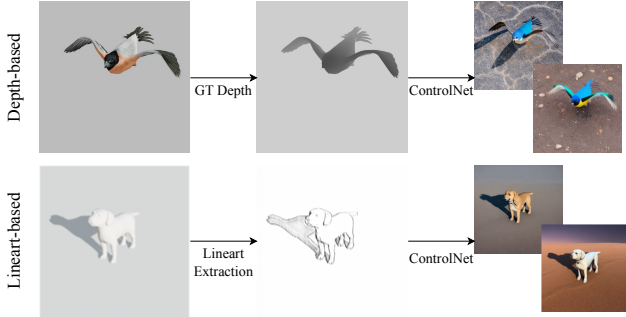 Depth-based
GT Depth
ControlNet
Lineart-based
Lineart
Extraction
ControlNet